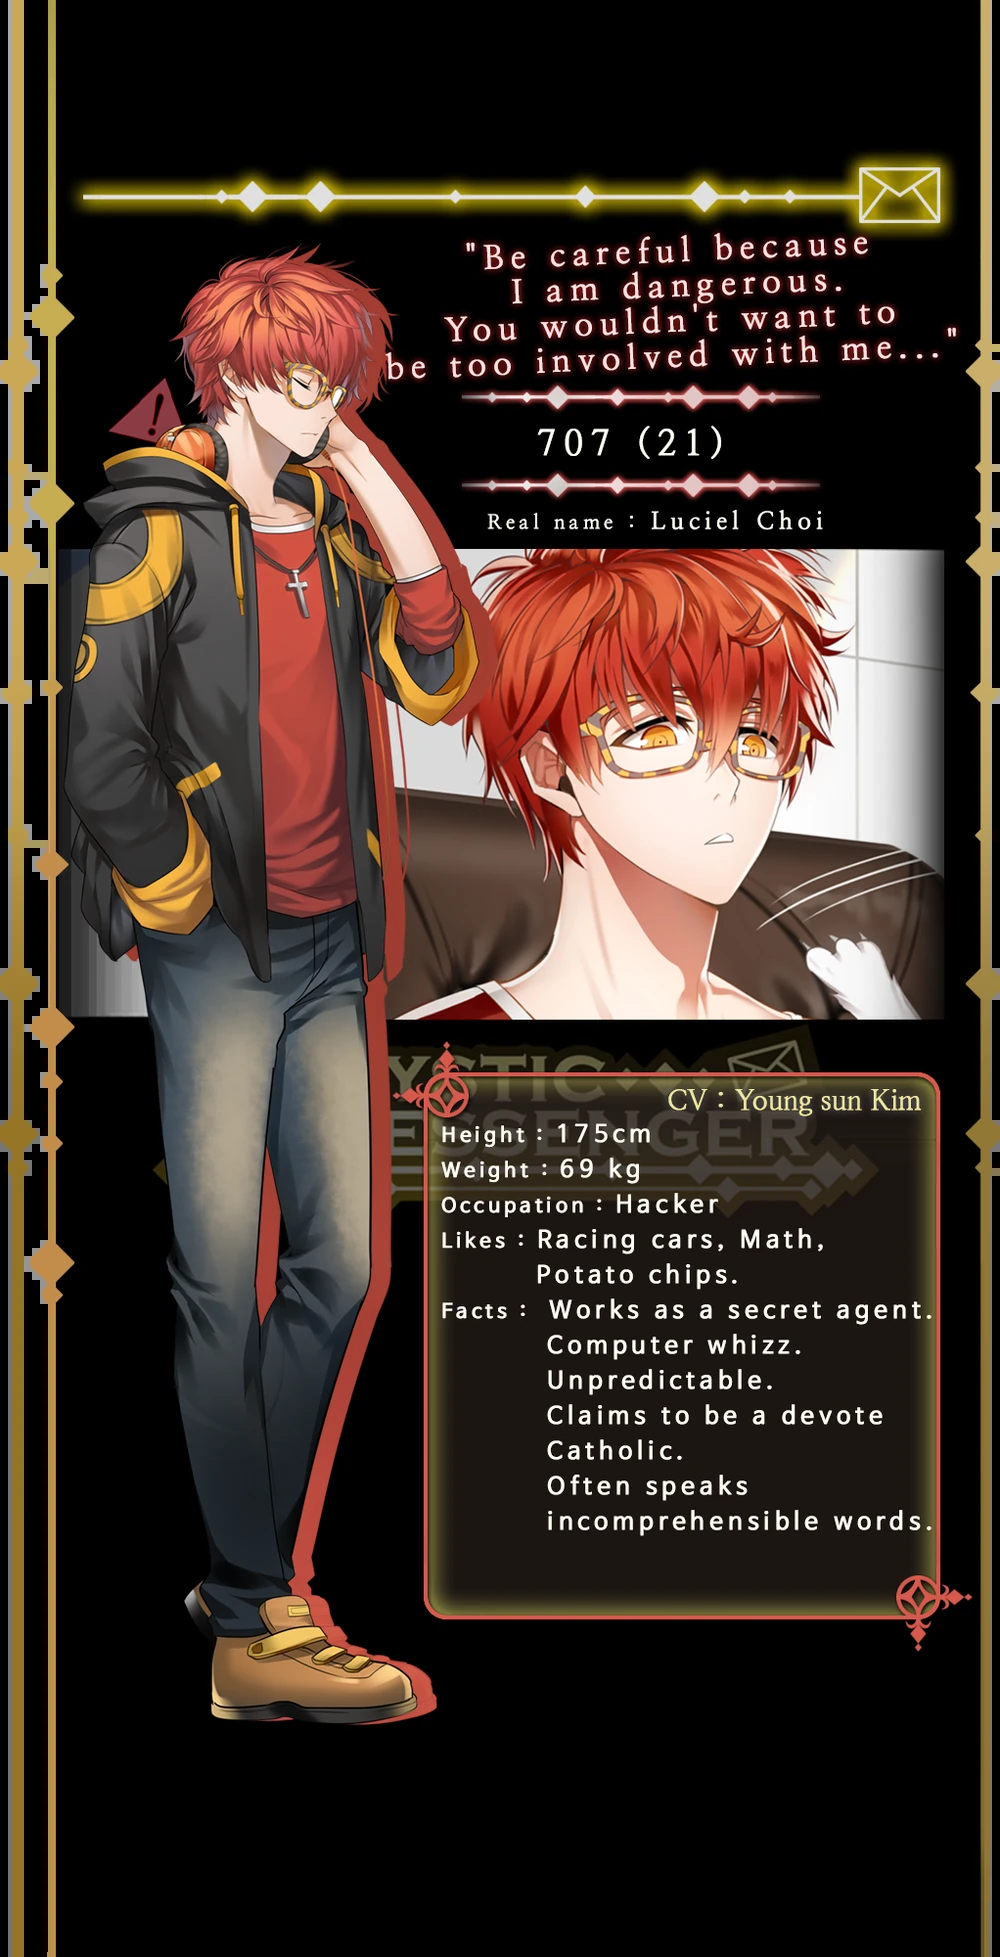 "Be careful because
I am dangerous.
You wouldn't want to
be too involved with me..."
707 (21)
Real name : Luciel Choi
MYSTIC
MESSENGER
CV : Young sun Kim
Height : 175cm
Weight : 69 kg
Occupation : Hacker
Likes : Racing cars, Math,
Potato chips.
Facts : Works as a secret agent.
Computer whizz.
Unpredictable.
Claims to be a devote
Catholic.
Often speaks
incomprehensible words.